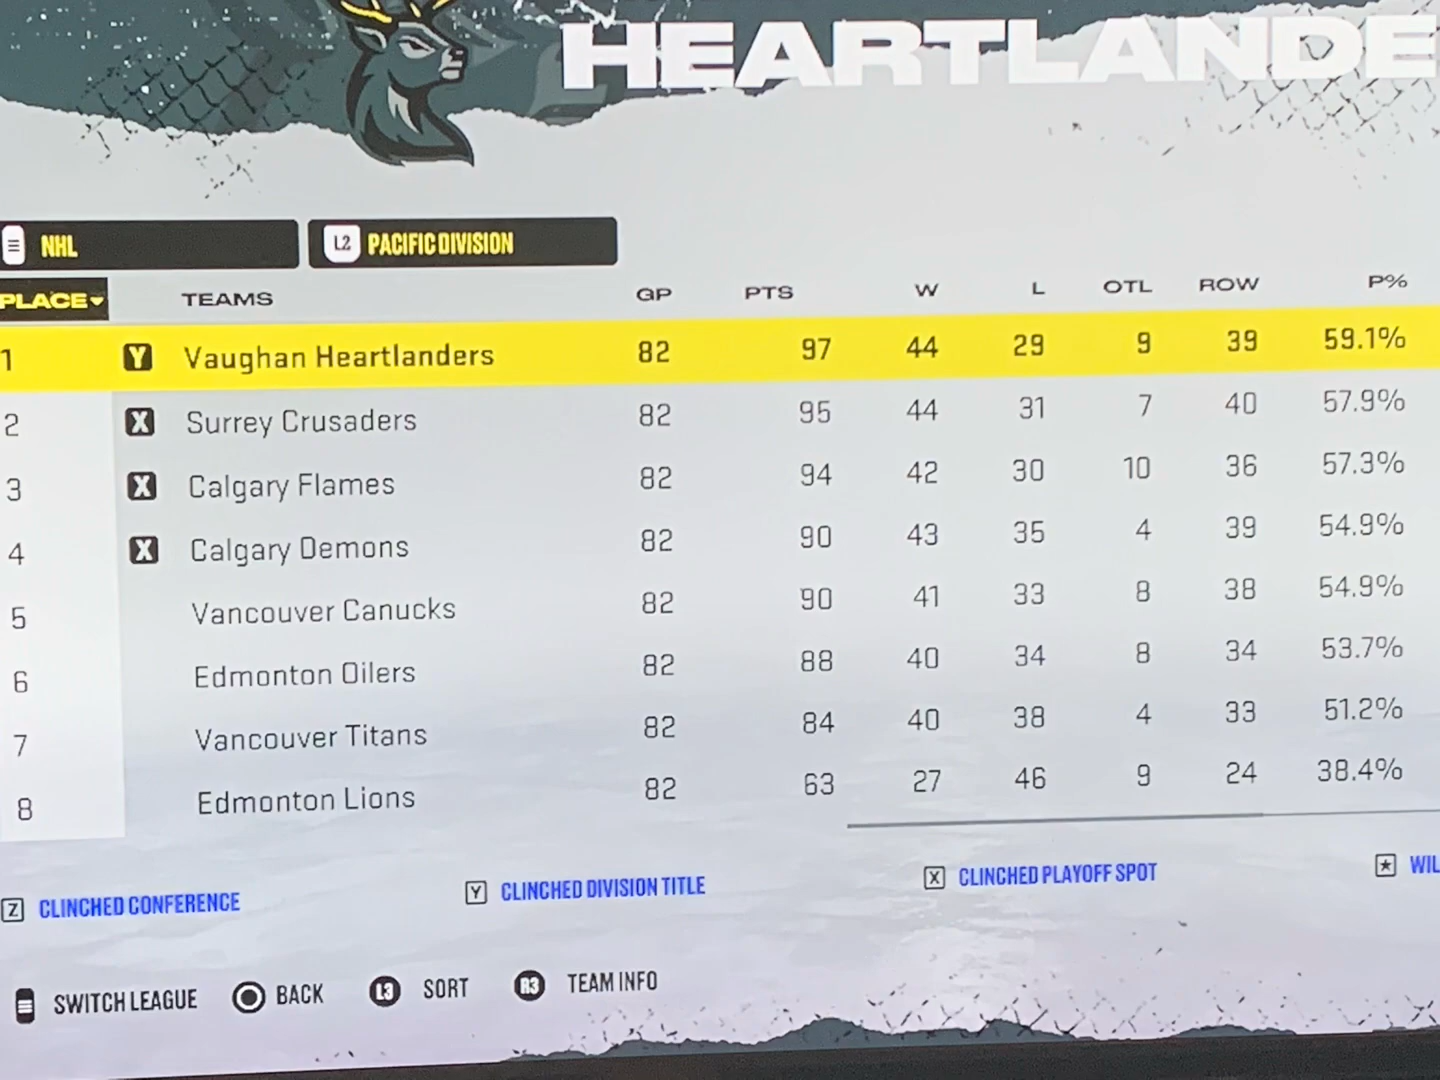 HEARTLANDE
NHL
L2 PACIFIC DIVISION
PLACE TEAMS GP PTS W L OTL ROW P%
1 Y Vaughan Heartlanders 82 97 44 29 9 39 59.1%
2 X Surrey Crusaders 82 95 44 31 7 40 57.9%
3 X Calgary Flames 82 94 42 30 10 36 57.3%
4 X Calgary Demons 82 90 43 35 4 39 54.9%
5 Vancouver Canucks 82 90 41 33 8 38 54.9%
6 Edmonton Oilers 82 88 40 34 8 34 53.7%
7 Vancouver Titans 82 84 40 38 4 33 51.2%
8 Edmonton Lions 82 63 27 46 9 24 38.4%
Z CLINCHED CONFERENCE Y CLINCHED DIVISION TITLE X CLINCHED PLAYOFF SPOT WIL
SWITCH LEAGUE BACK L3 SORT R3 TEAM INFO